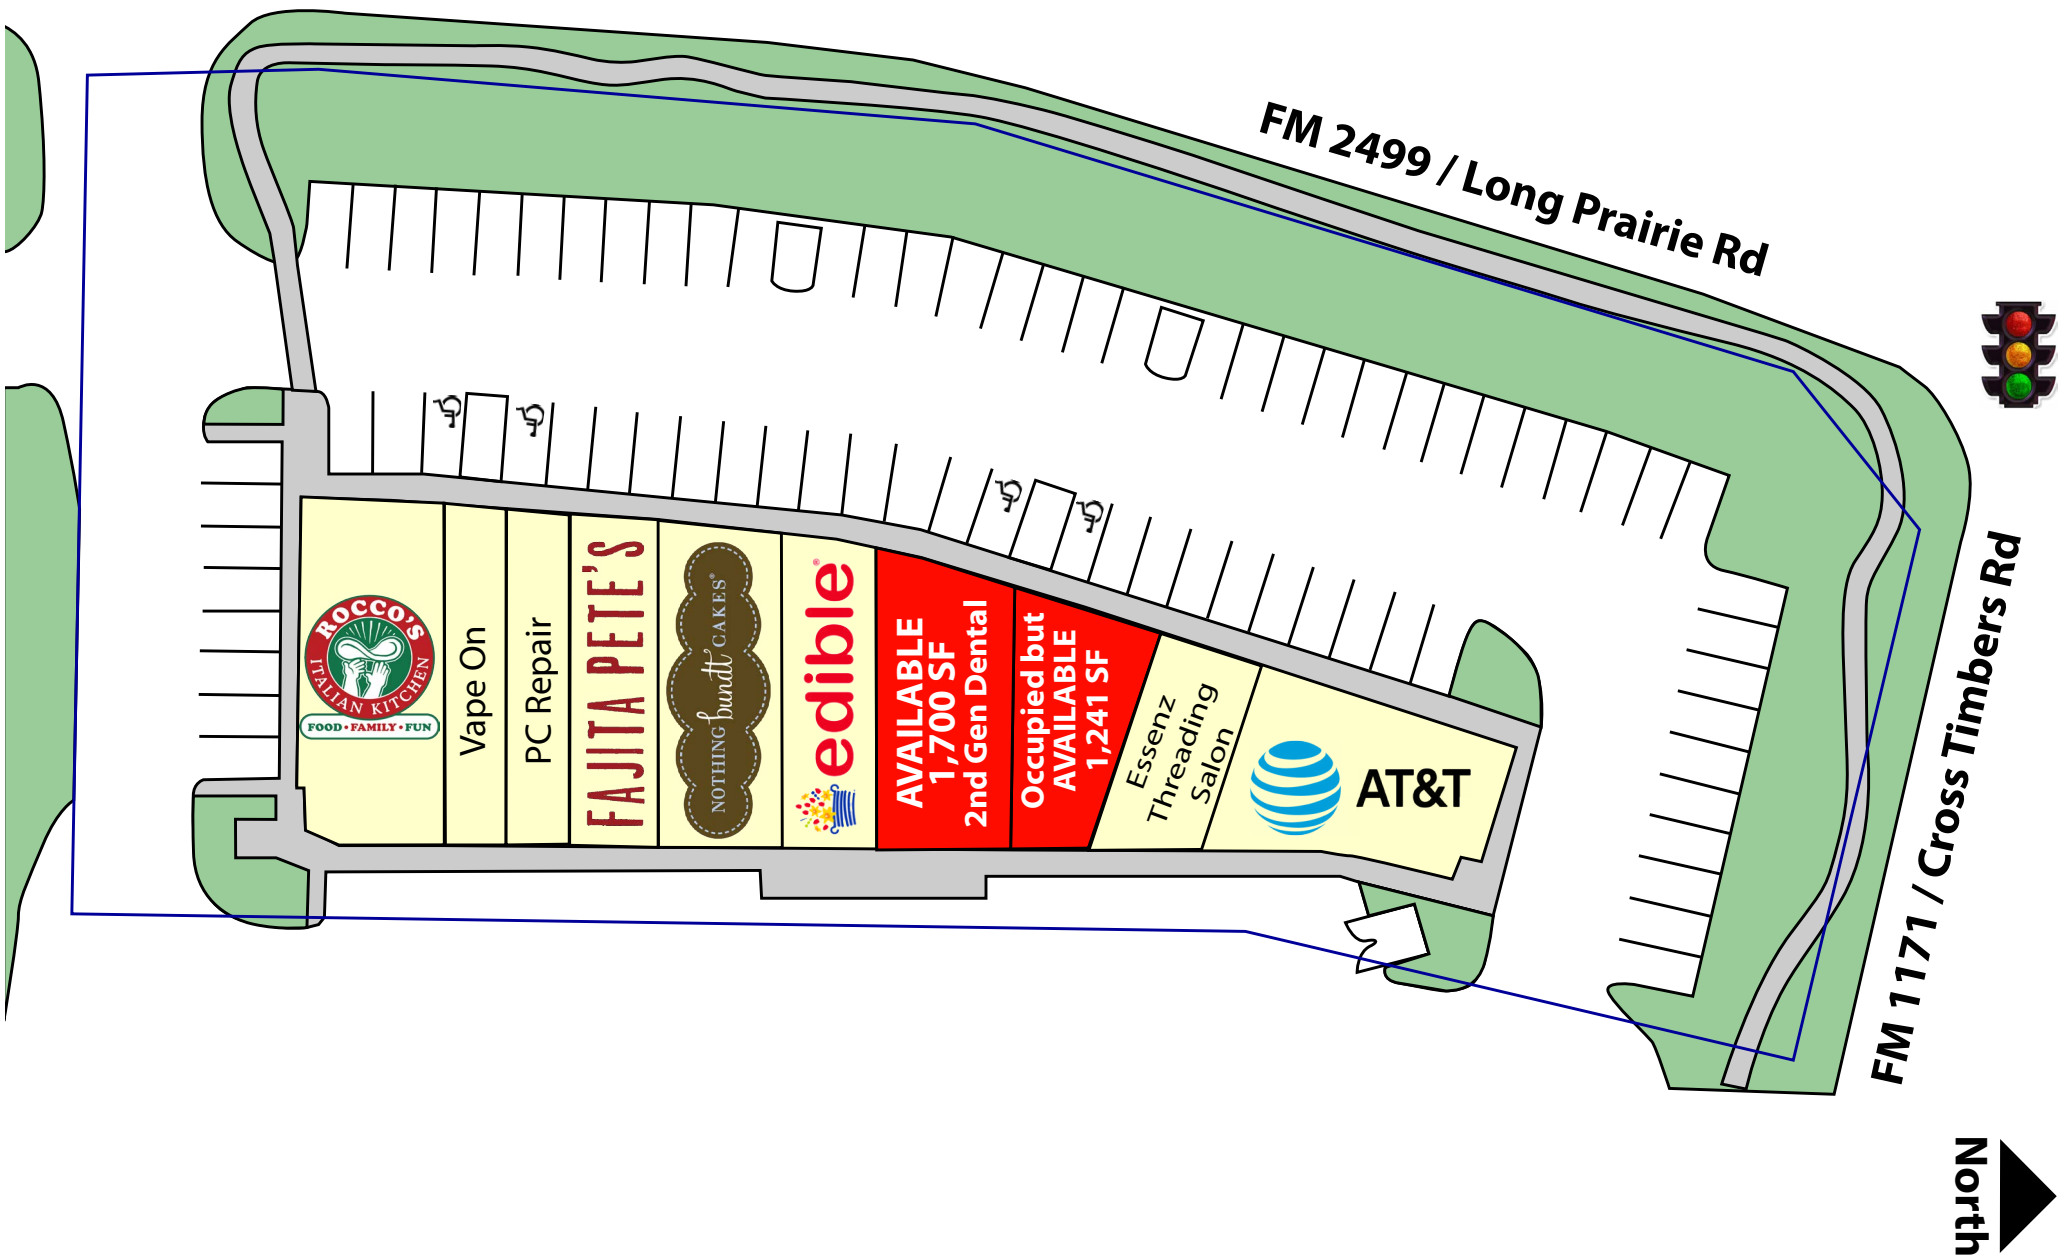 FM 2499 / Long Prairie Rd
FM 1171 / Cross Timbers Rd
ROCCO'S
ITALIAN KITCHEN
FOOD • FAMILY • FUN
Vape On
PC Repair
FAJITA PETE'S
NOTHING bundt CAKES®
edible®
AVAILABLE
1,700 SF
2nd Gen Dental
Occupied but
AVAILABLE
1,241 SF
Essenz
Threading
Salon
AT&T
North